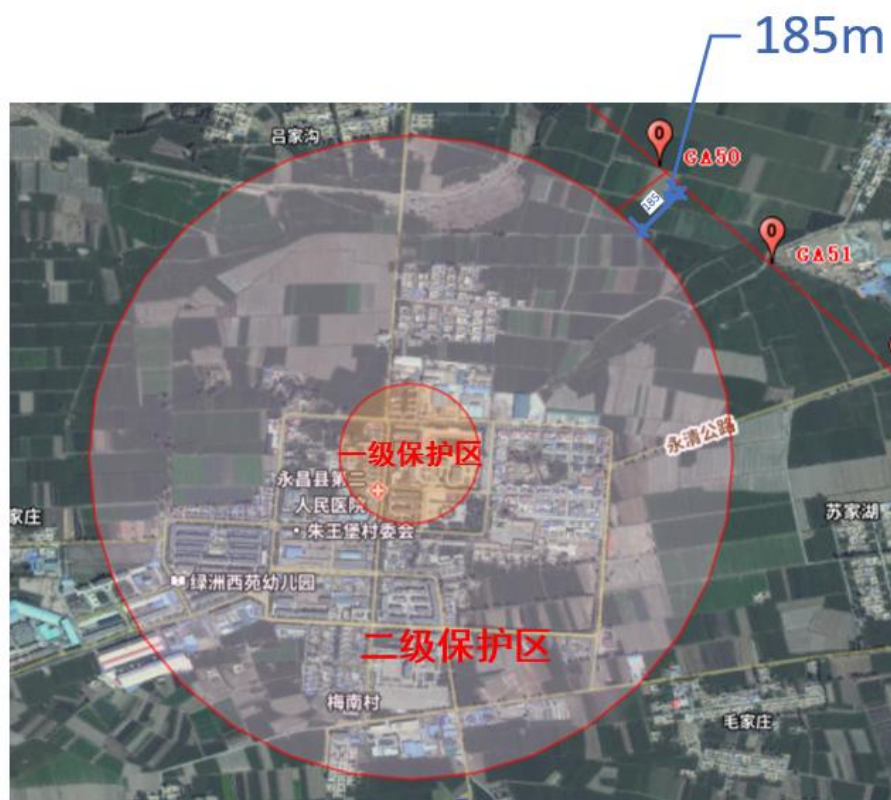 185m
吕家沟
0
GA50
185
0
GA51
永清公路
一级保护区
永昌县第二
人民医院
朱王堡村委会
家庄
苏家湖
绿洲西苑幼儿园
二级保护区
梅南村
毛家庄